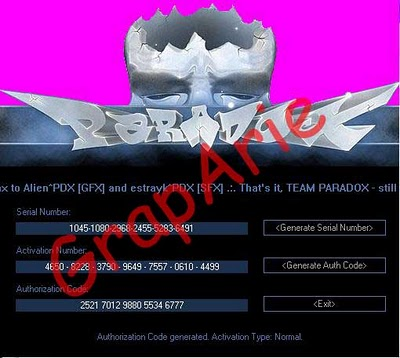 PARADOX
nx to Alien^PDX [GFX] and estrayk^PDX [SFX] .:. That's it, TEAM PARADOX - still
GrapArie
Serial Number:
1045-1080-2968-2455-5283-6491
<Generate Serial Number>
Activation Number:
4650 - 8228 - 3790 - 9649 - 7557 - 0610 - 4499
<Generate Auth Code>
Authorization Code:
2521 7012 9880 5534 6777
<Exit>
Authorization Code generated. Activation Type: Normal.